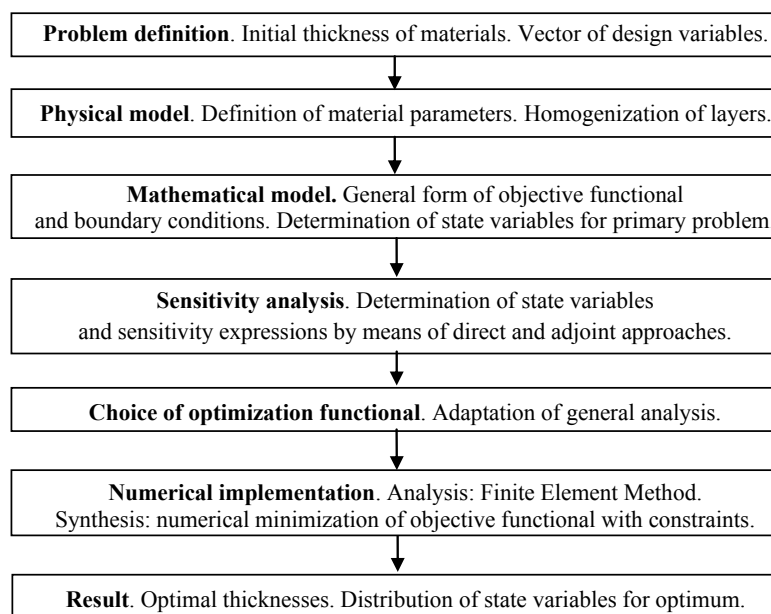 Problem definition. Initial thickness of materials. Vector of design variables.
Physical model. Definition of material parameters. Homogenization of layers.
Mathematical model. General form of objective functional
and boundary conditions. Determination of state variables for primary problem
Sensitivity analysis. Determination of state variables
and sensitivity expressions by means of direct and adjoint approaches.
Choice of optimization functional. Adaptation of general analysis.
Numerical implementation. Analysis: Finite Element Method.
Synthesis: numerical minimization of objective functional with constraints.
Result. Optimal thicknesses. Distribution of state variables for optimum.